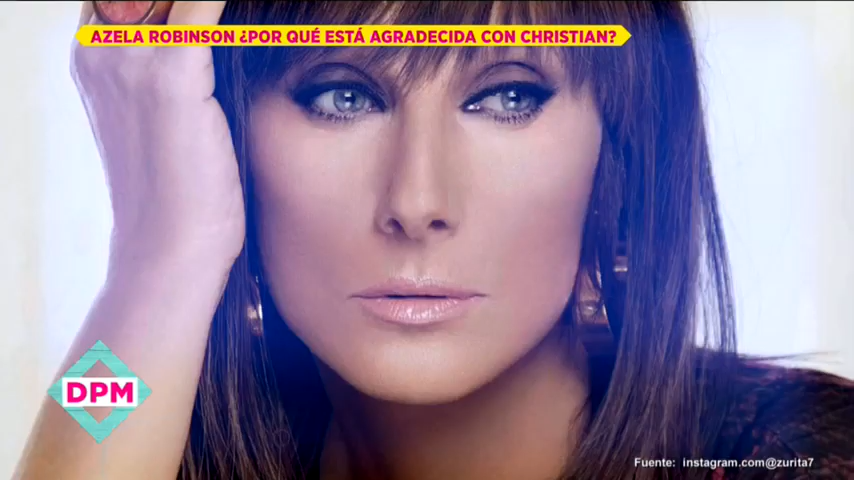 AZELA ROBINSON ¿POR QUÉ ESTÁ AGRADECIDA CON CHRISTIAN?
DPM
Fuente: instagram.com@zurita7